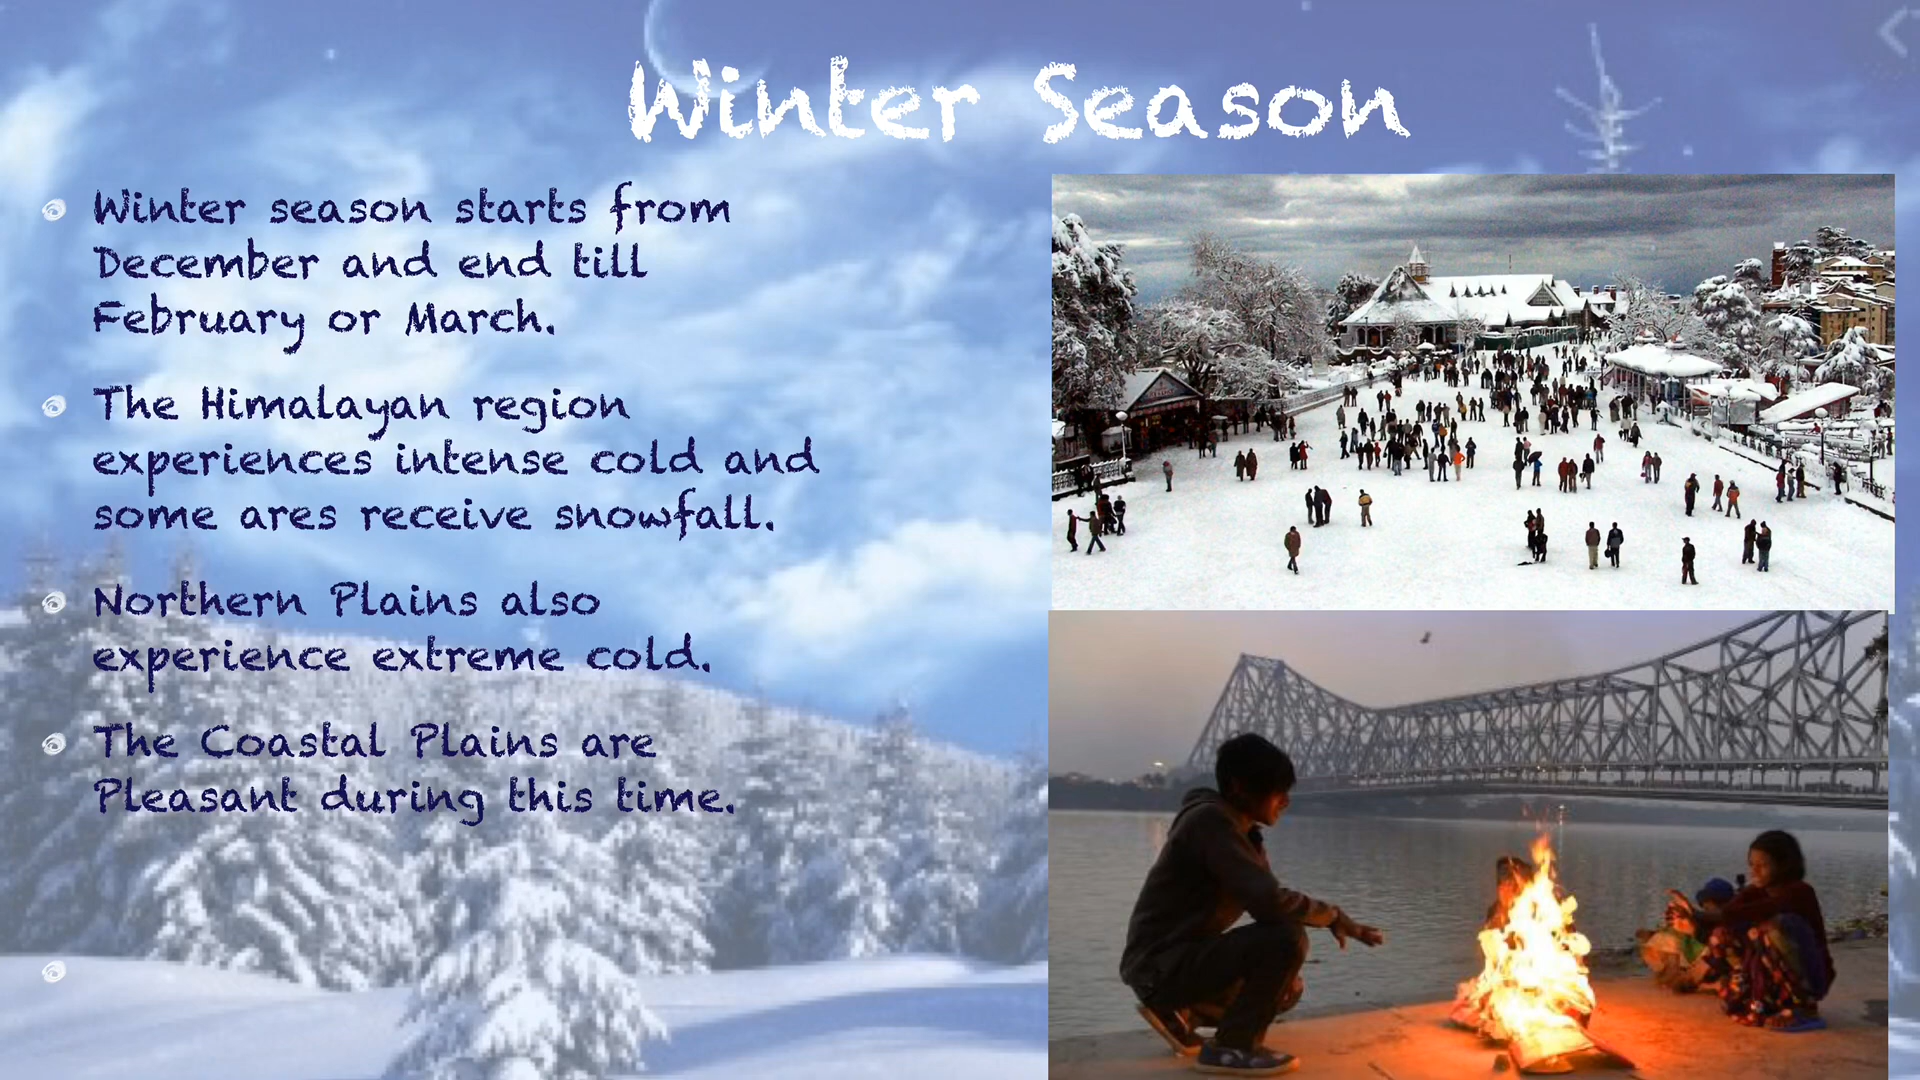 Winter Season
Winter season starts from
December and end till
February or March.
The Himalayan region
experiences intense cold and
some ares receive snowfall.
Northern Plains also
experience extreme cold.
The Coastal Plains are
Pleasant during this time.